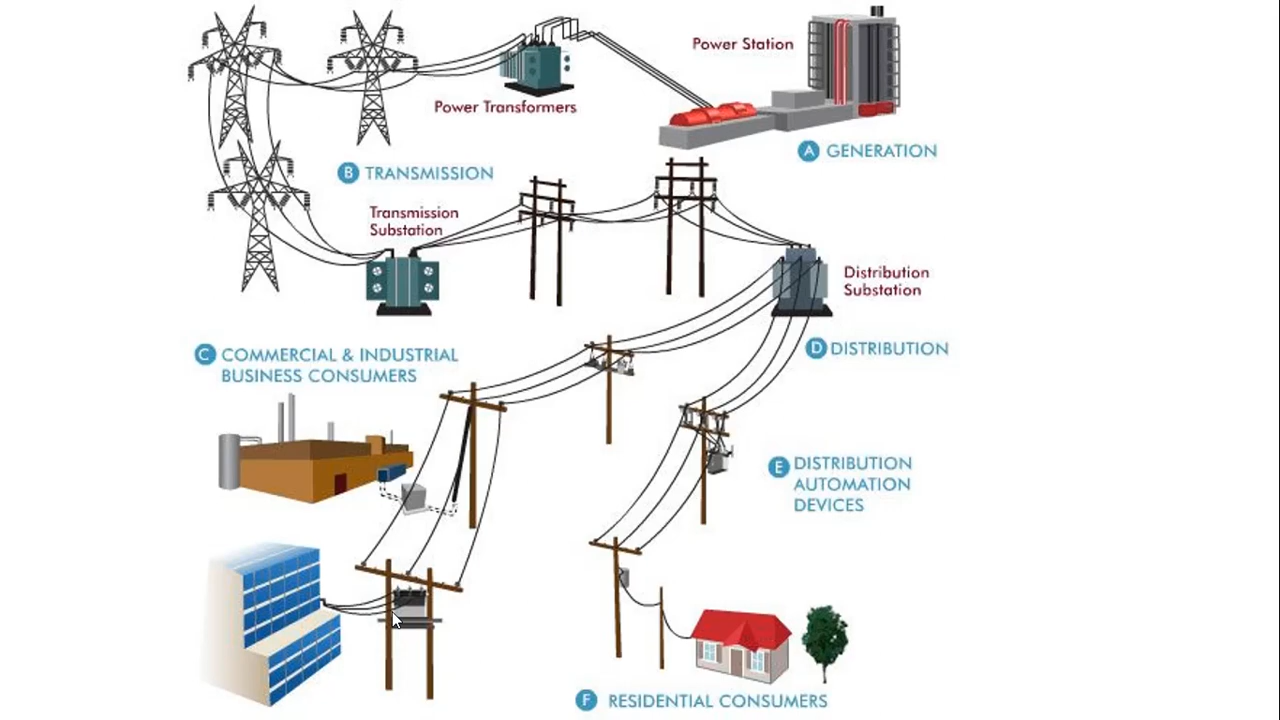 Power Station
Power Transformers
A GENERATION
B TRANSMISSION
Transmission
Substation
Distribution
Substation
C COMMERCIAL & INDUSTRIAL
BUSINESS CONSUMERS
D DISTRIBUTION
E DISTRIBUTION
AUTOMATION
DEVICES
F RESIDENTIAL CONSUMERS